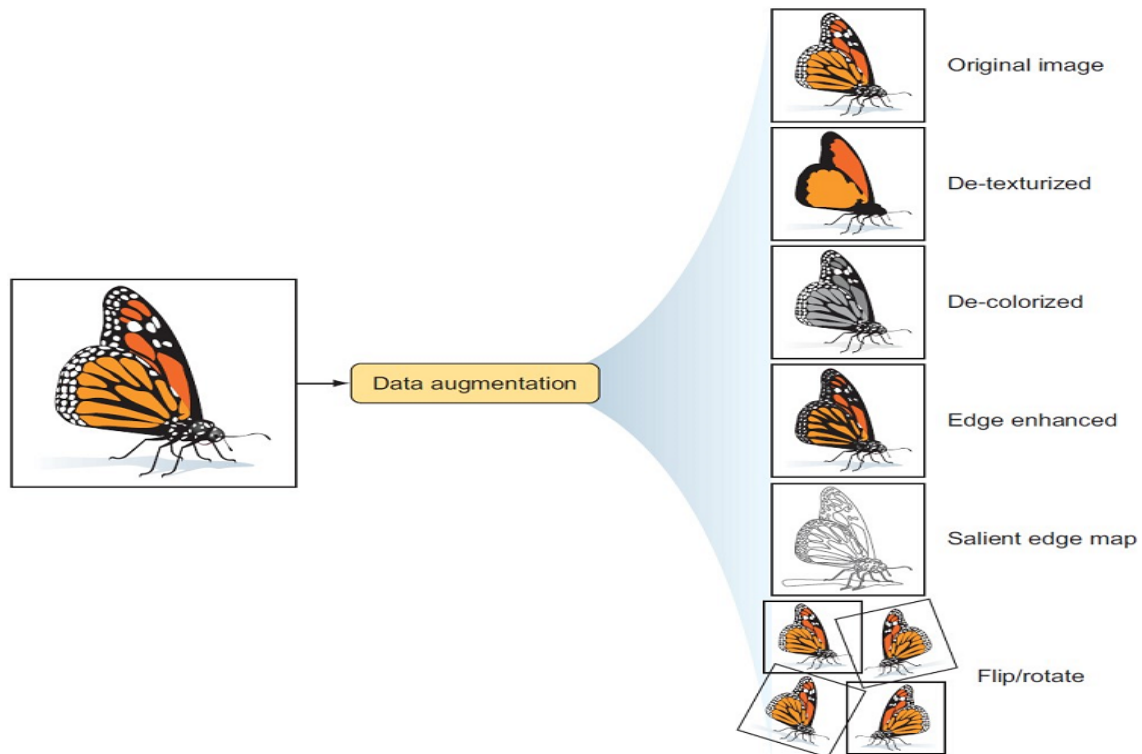 Original image
De-texturized
De-colorized
Data augmentation
Edge enhanced
Salient edge map
Flip/rotate